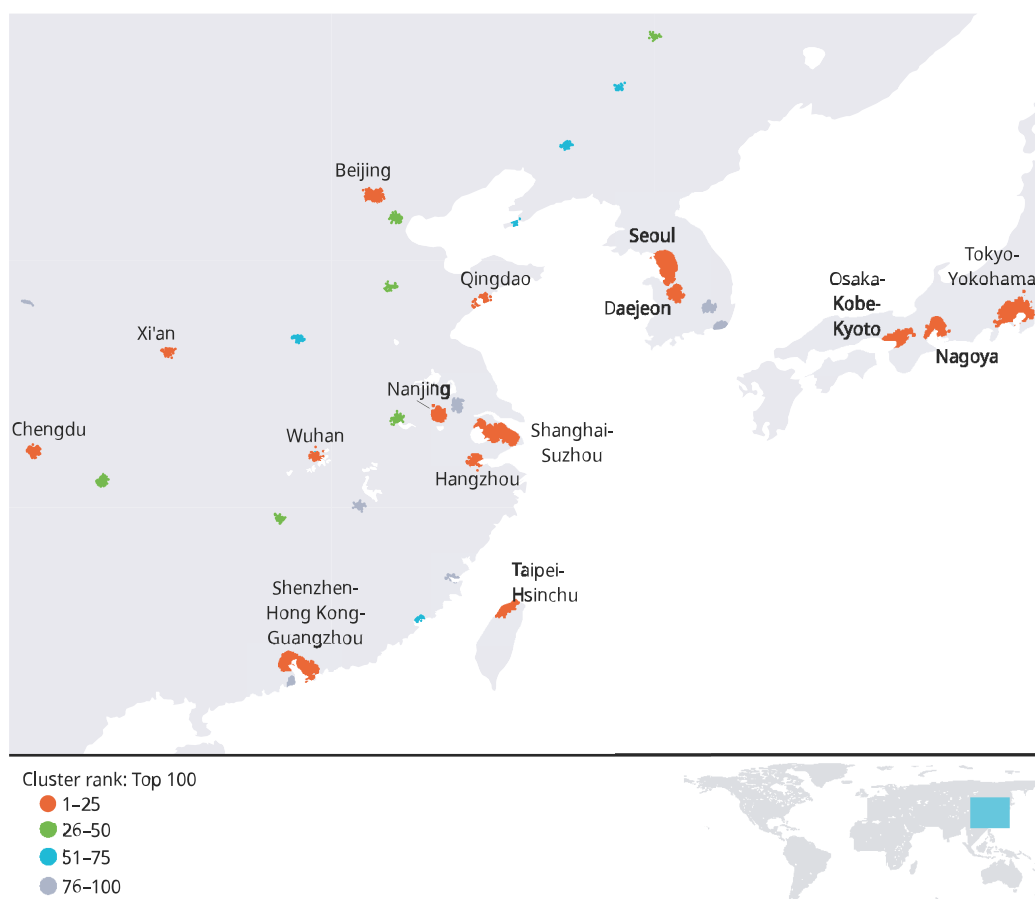 Beijing
Seoul
Qingdao
Daejeon
Tokyo-
Yokohama
Osaka-
Kobe-
Kyoto
Nagoya
Xi'an
Nanjing
Chengdu
Wuhan
Shanghai-
Suzhou
Hangzhou
Taipei-
Hsinchu
Shenzhen-
Hong Kong-
Guangzhou
Cluster rank: Top 100
1–25
26–50
51–75
76–100